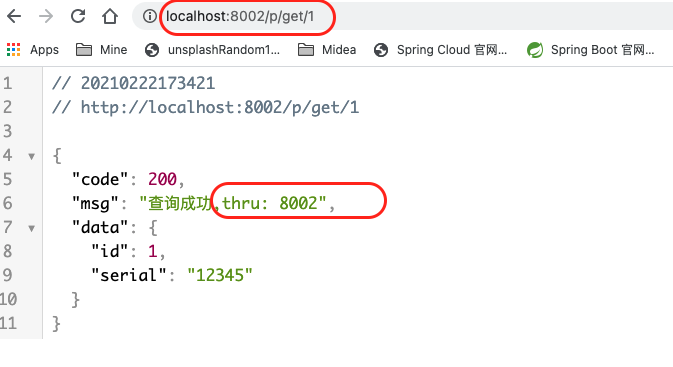 localhost:8002/p/get/1
Apps Mine unsplashRandom1... Midea Spring Cloud 官网... Spring Boot 官网...
1 // 20210222173421
2 // http://localhost:8002/p/get/1
3
4 {
5 "code": 200,
6 "msg": "查询成功,thru: 8002",
7 "data": {
8 "id": 1,
9 "serial": "12345"
10 }
11 }